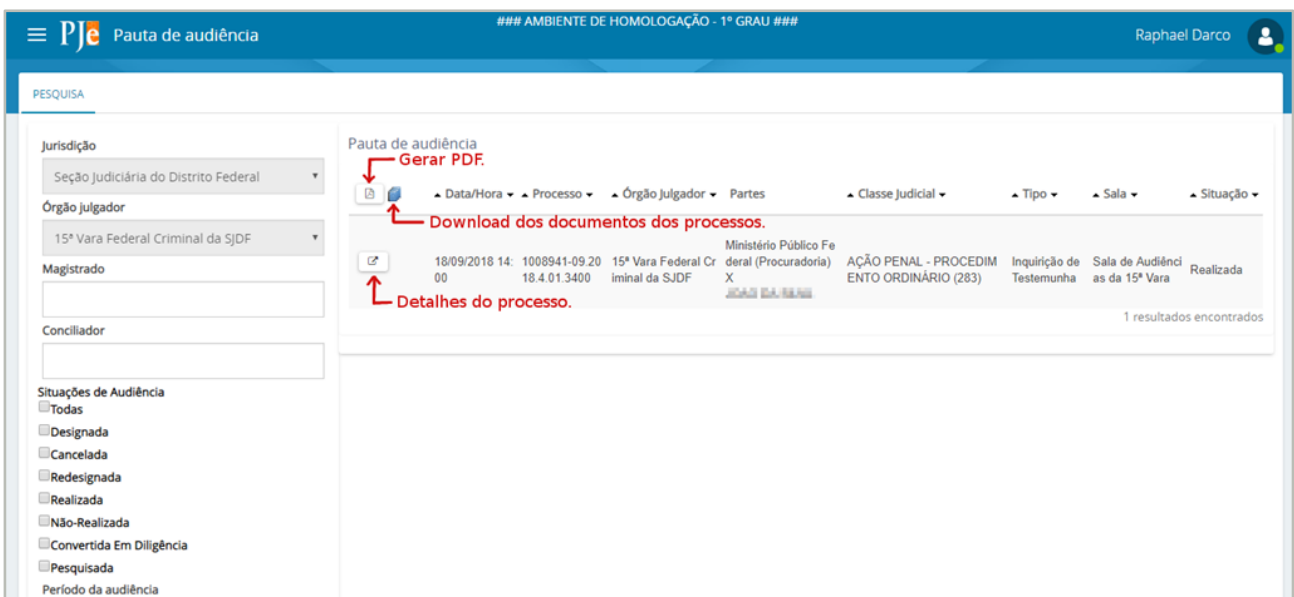 ### AMBIENTE DE HOMOLOGAÇÃO - 1º GRAU ###
PJe Pauta de audiência
Raphael Darco
PESQUISA
Jurisdição
Seção Judiciária do Distrito Federal
Órgão julgador
15ª Vara Federal Criminal da SJDF
Magistrado
Conciliador
Situações de Audiência
Todas
Designada
Cancelada
Redesignada
Realizada
Não-Realizada
Convertida Em Diligência
Pesquisada
Período da audiência
Pauta de audiência
Gerar PDF.
Data/Hora Processo Órgão Julgador Partes Classe Judicial Tipo Sala Situação
Download dos documentos dos processos.
18/09/2018 14:
00
1008941-09.20
18.4.01.3400
15ª Vara Federal Cr
iminal da SJDF
Ministério Público Fe
deral (Procuradoria)
X
AÇÃO PENAL - PROCEDIM
ENTO ORDINÁRIO (283)
Inquirição de
Testemunha
Sala de Audiênci
as da 15ª Vara
Realizada
Detalhes do processo.
1 resultados encontrados